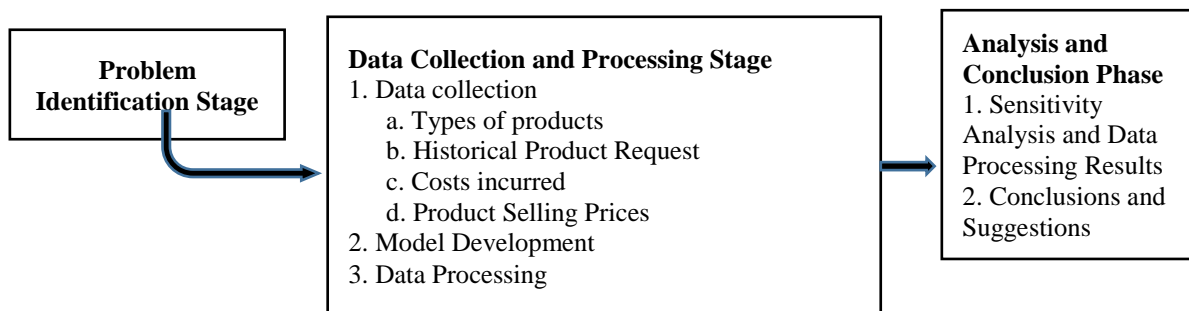 Problem
Identification Stage
Data Collection and Processing Stage
1. Data collection
a. Types of products
b. Historical Product Request
c. Costs incurred
d. Product Selling Prices
2. Model Development
3. Data Processing
Analysis and
Conclusion Phase
1. Sensitivity
Analysis and Data
Processing Results
2. Conclusions and
Suggestions